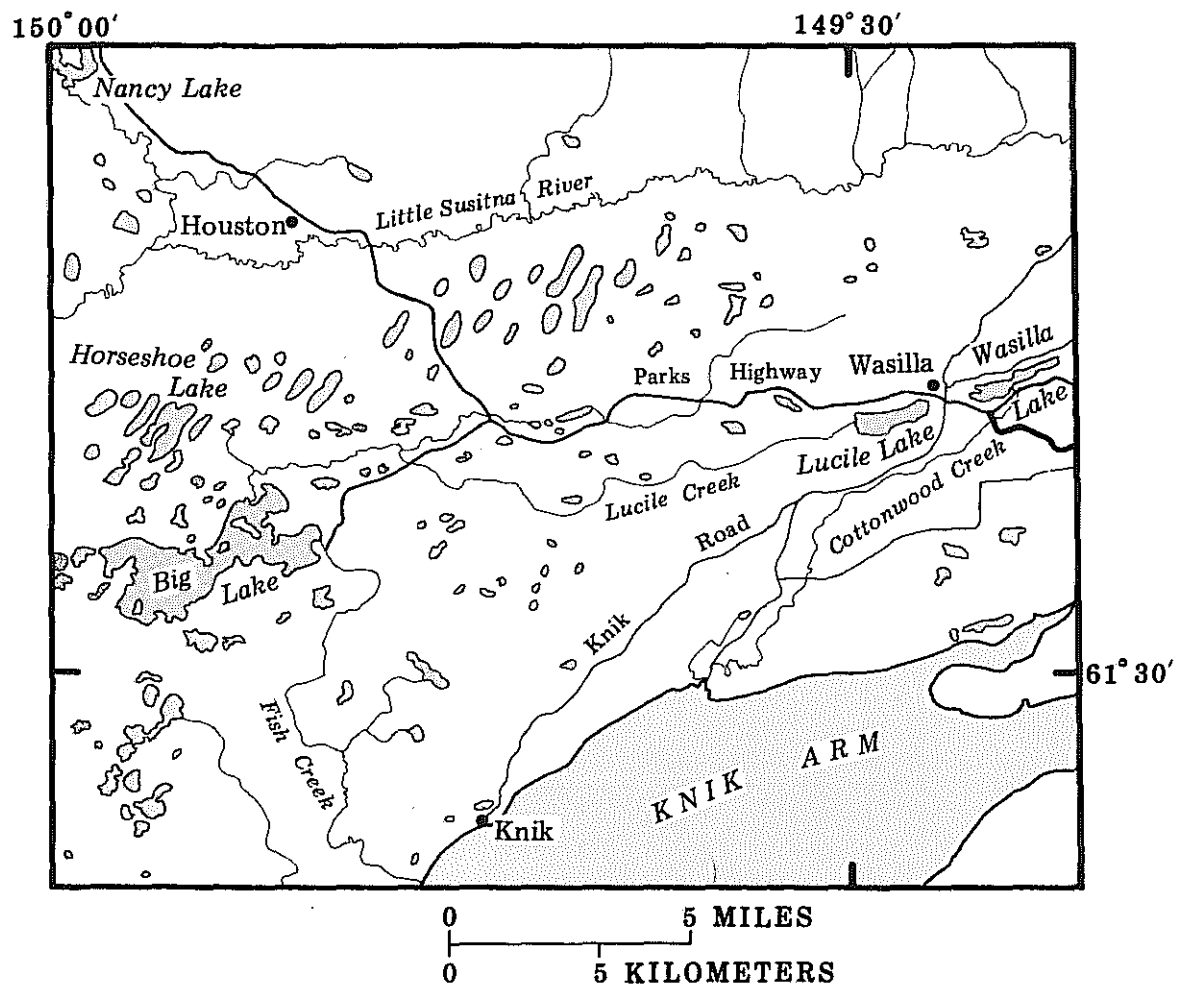 150°00′
149°30′
Nancy Lake
Houston
Little Susitna River
Horseshoe
Lake
Parks Highway
Wasilla
Wasilla
Lake
Lucile Lake
Lucile Creek
Cottonwood Creek
Knik Road
Big Lake
61°30′
Fish Creek
KNIK ARM
Knik
0 5 MILES
0 5 KILOMETERS